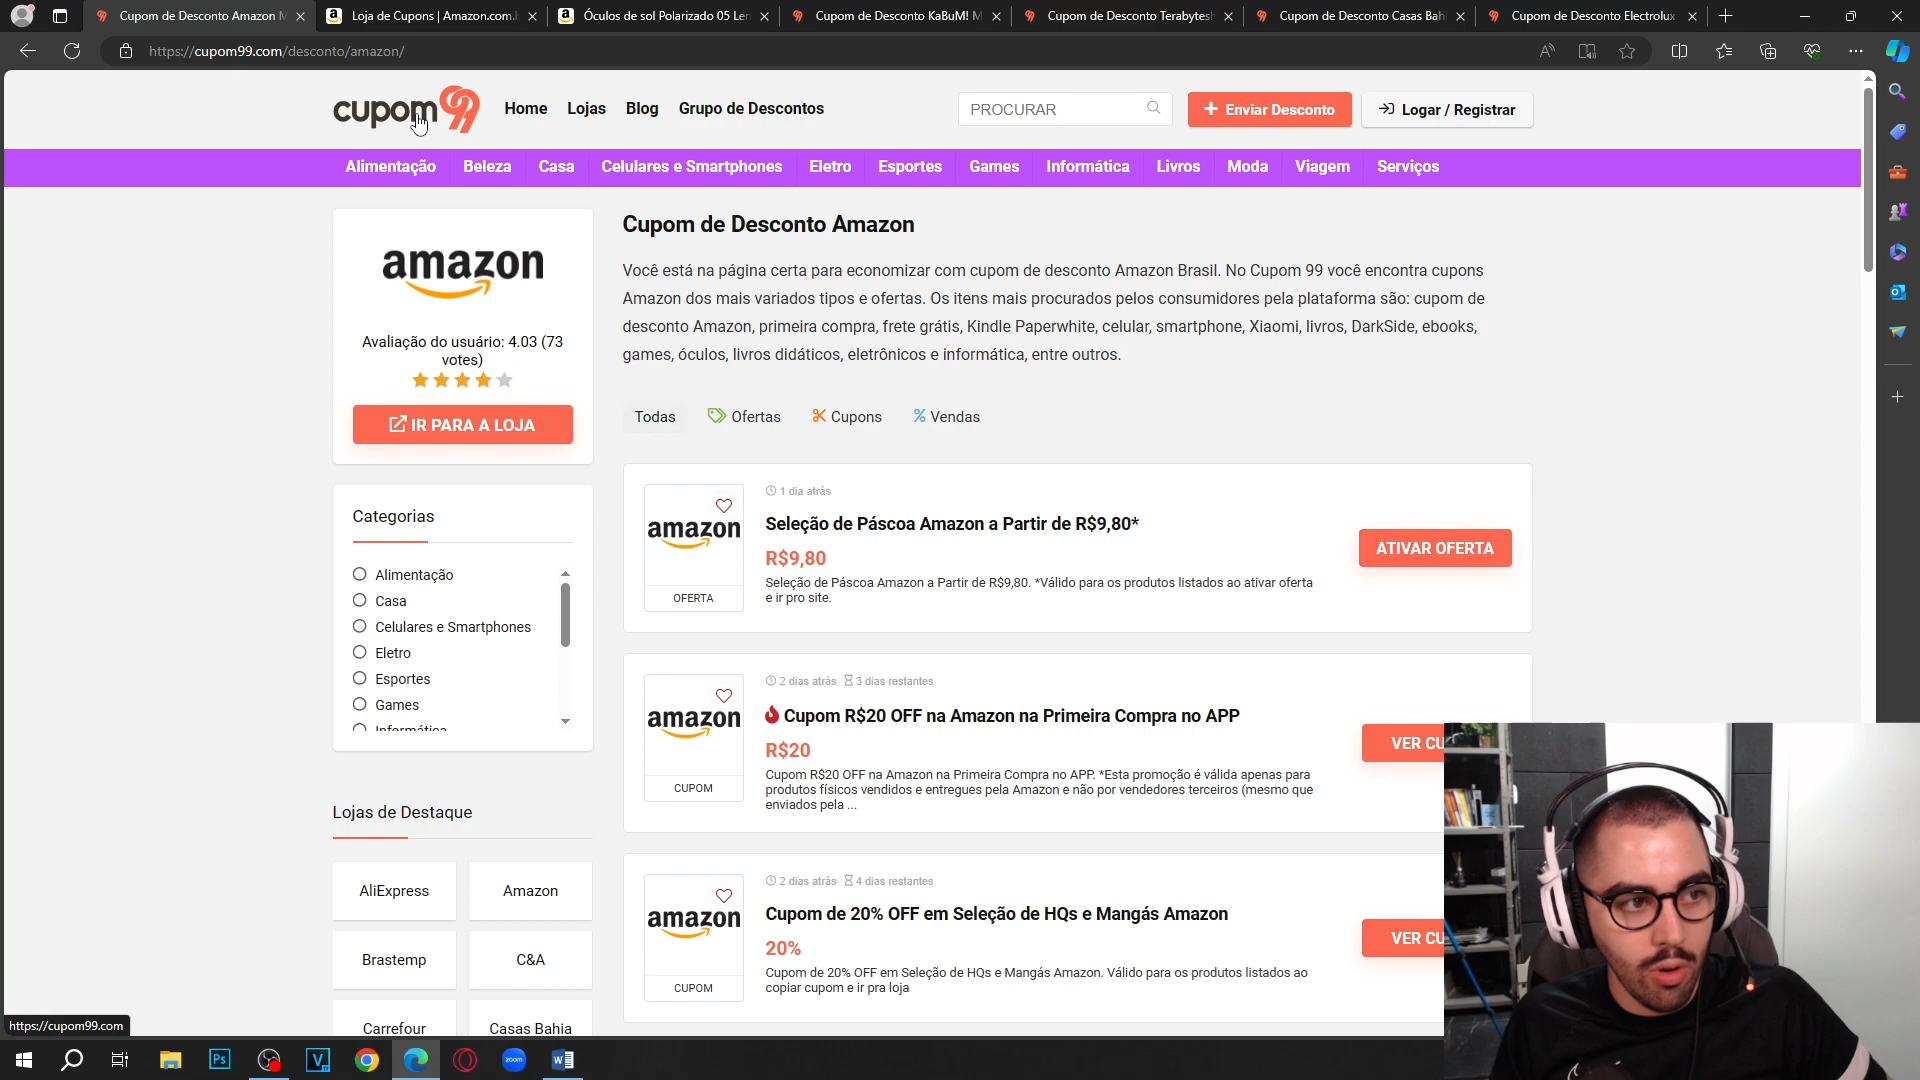 Cupom de Desconto Amazon M
Loja de Cupons | Amazon.com.b
Óculos de sol Polarizado 05 Len
Cupom de Desconto KaBuM! M
Cupom de Desconto Terabytesh
Cupom de Desconto Casas Bahi
Cupom de Desconto Electrolux
https://cupom99.com/desconto/amazon/
cupom99
Home
Lojas
Blog
Grupo de Descontos
PROCURAR
Enviar Desconto
Logar / Registrar
Alimentação
Beleza
Casa
Celulares e Smartphones
Eletro
Esportes
Games
Informática
Livros
Moda
Viagem
Serviços
amazon
Avaliação do usuário: 4.03 (73
votes)
IR PARA A LOJA
Categorias
Alimentação
Casa
Celulares e Smartphones
Eletro
Esportes
Games
Informática
Lojas de Destaque
AliExpress
Amazon
Brastemp
C&A
Carrefour
Casas Bahia
Cupom de Desconto Amazon
Você está na página certa para economizar com cupom de desconto Amazon Brasil. No Cupom 99 você encontra cupons
Amazon dos mais variados tipos e ofertas. Os itens mais procurados pelos consumidores pela plataforma são: cupom de
desconto Amazon, primeira compra, frete grátis, Kindle Paperwhite, celular, smartphone, Xiaomi, livros, DarkSide, ebooks,
games, óculos, livros didáticos, eletrônicos e informática, entre outros.
Todas
Ofertas
Cupons
Vendas
amazon
OFERTA
1 dia atrás
Seleção de Páscoa Amazon a Partir de R$9,80*
R$9,80
Seleção de Páscoa Amazon a Partir de R$9,80. *Válido para os produtos listados ao ativar oferta
e ir pro site.
ATIVAR OFERTA
amazon
CUPOM
2 dias atrás
3 dias restantes
Cupom R$20 OFF na Amazon na Primeira Compra no APP
R$20
Cupom R$20 OFF na Amazon na Primeira Compra no APP. *Esta promoção é válida apenas para
produtos físicos vendidos e entregues pela Amazon e não por vendedores terceiros (mesmo que
enviados pela ...
VER CU
amazon
CUPOM
2 dias atrás
4 dias restantes
Cupom de 20% OFF em Seleção de HQs e Mangás Amazon
20%
Cupom de 20% OFF em Seleção de HQs e Mangás Amazon. Válido para os produtos listados ao
copiar cupom e ir pra loja
VER CU
https://cupom99.com
Ps
V
zoom
W